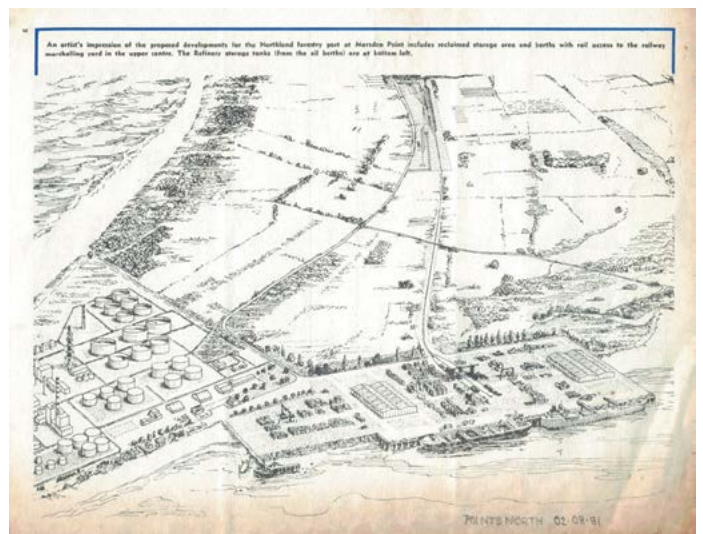 An artist's impression of the proposed developments for the Northland forestry port at Marsden Point includes reclaimed storage area and berths with rail access to the railway
marshalling yard in the upper centre. The Refinery storage tanks (from the oil berths) are at bottom left.
POINTS NORTH 02·09·81